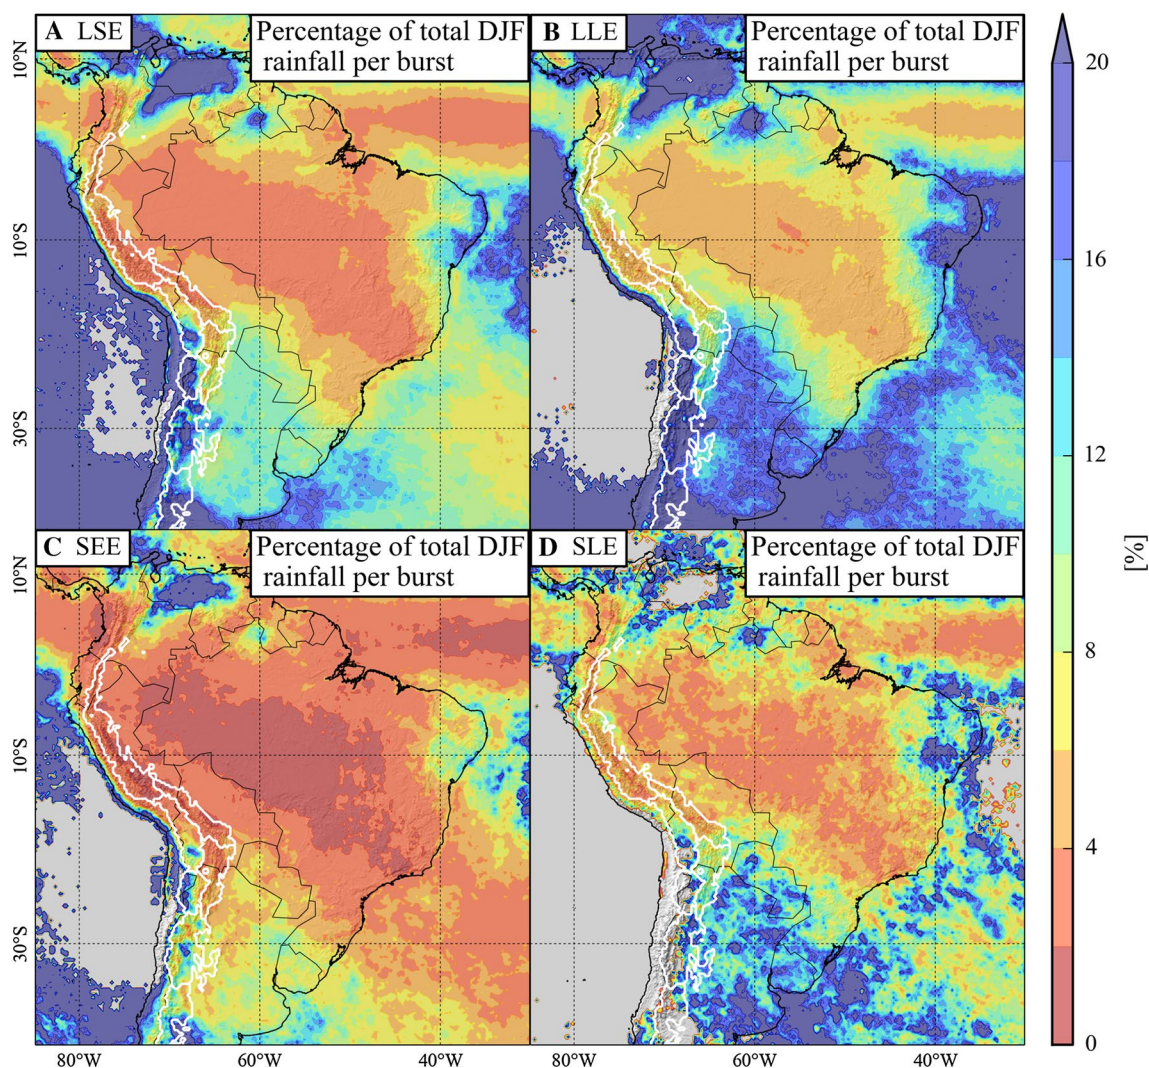 A LSE
Percentage of total DJF
rainfall per burst
B LLE
Percentage of total DJF
rainfall per burst
20
10°N
16
10°S
12
30°S
[%]
C SEE
Percentage of total DJF
rainfall per burst
D SLE
Percentage of total DJF
rainfall per burst
10°N
8
10°S
4
30°S
0
80°W
60°W
40°W
80°W
60°W
40°W